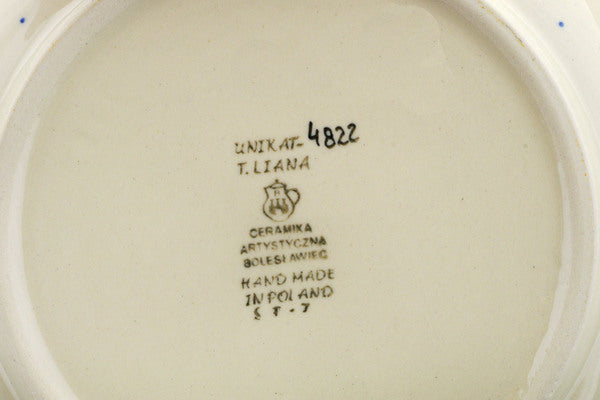 UNIKAT-4822
T. LIANA
CERAMIKA
ARTYSTYCZNA
BOLESŁAWIEC
HAND MADE
IN POLAND